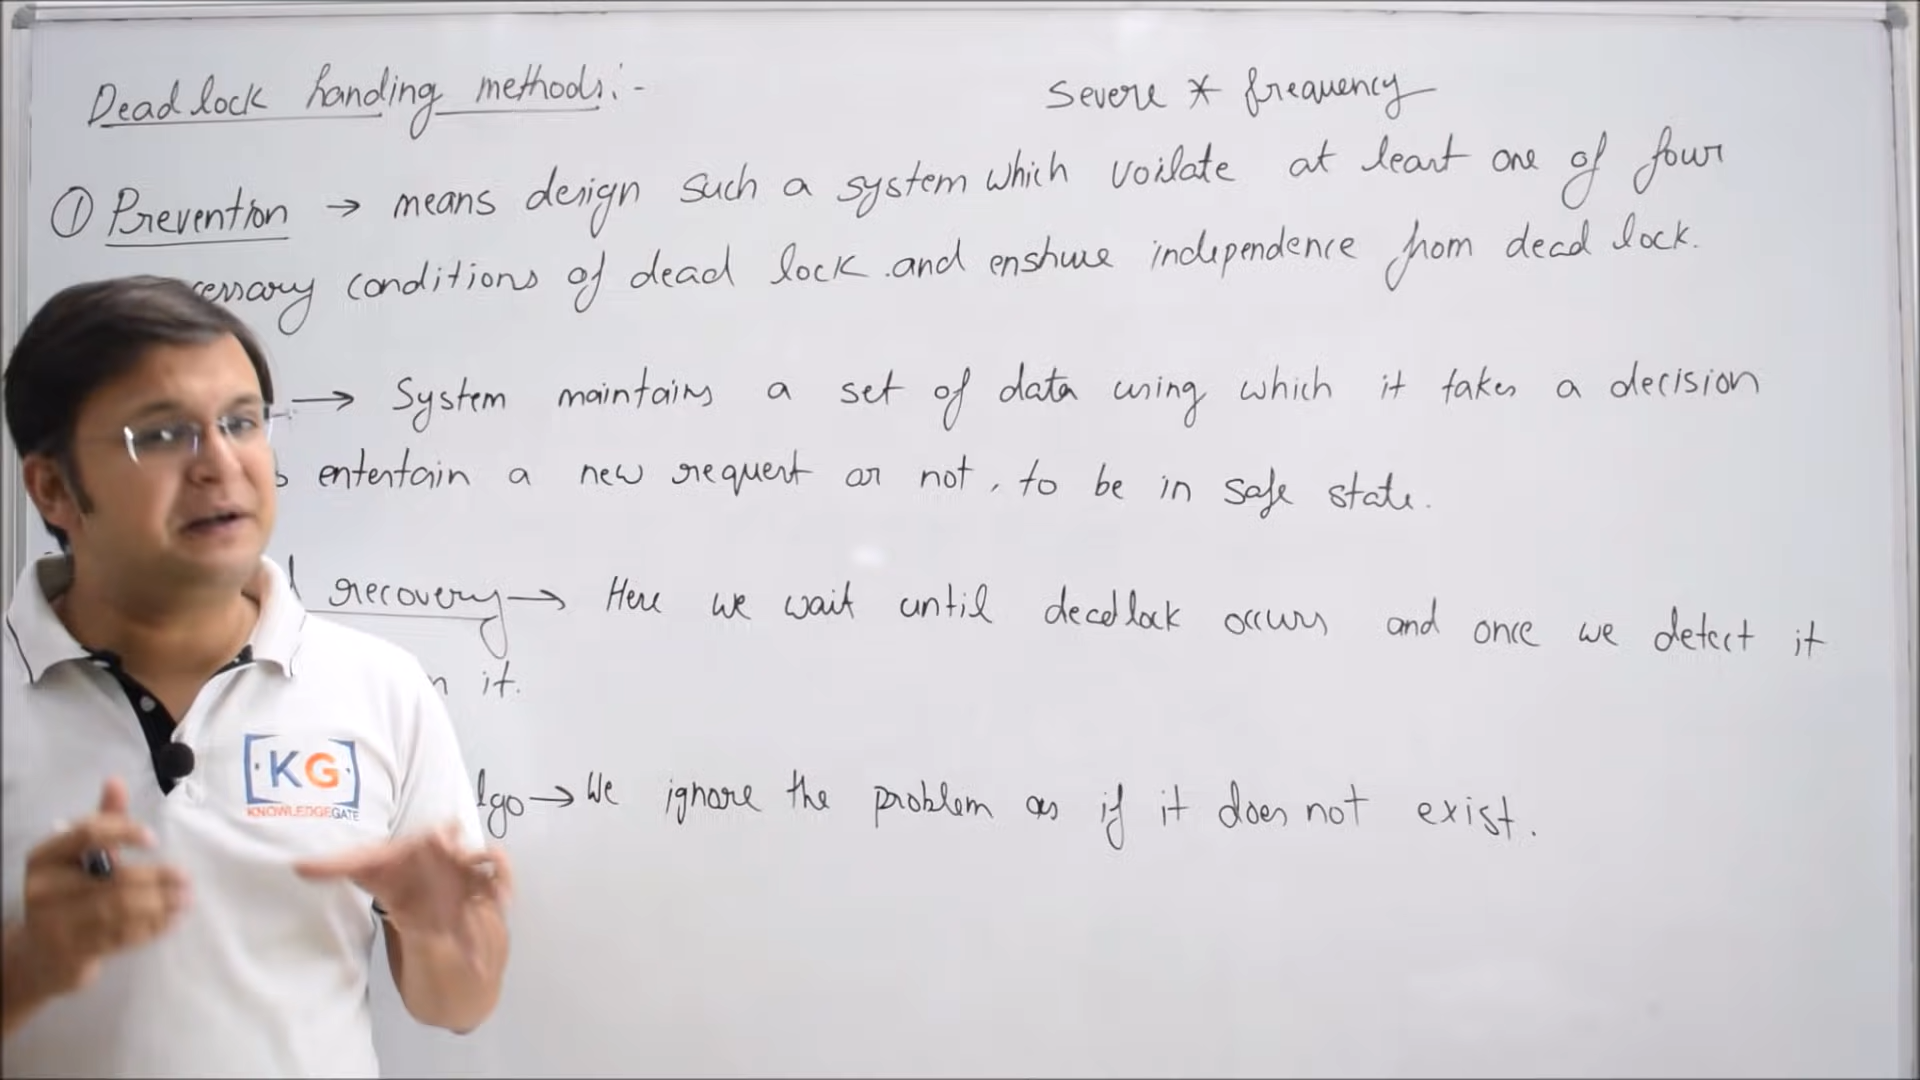 Dead lock handing methods:-
Severe * frequency
① Prevention → means design such a system which voilate at least one of four
cessary conditions of dead lock .and enshure independence from dead lock.
→ System maintains a set of data using which it takes a decision
entertain a new request or not, to be in safe state.
recovery → Here we wait until decdlock occurs and once we detect it
it.
lgo → We ignore the problem as if it does not exist.
KG
KNOWLEDGEGATE